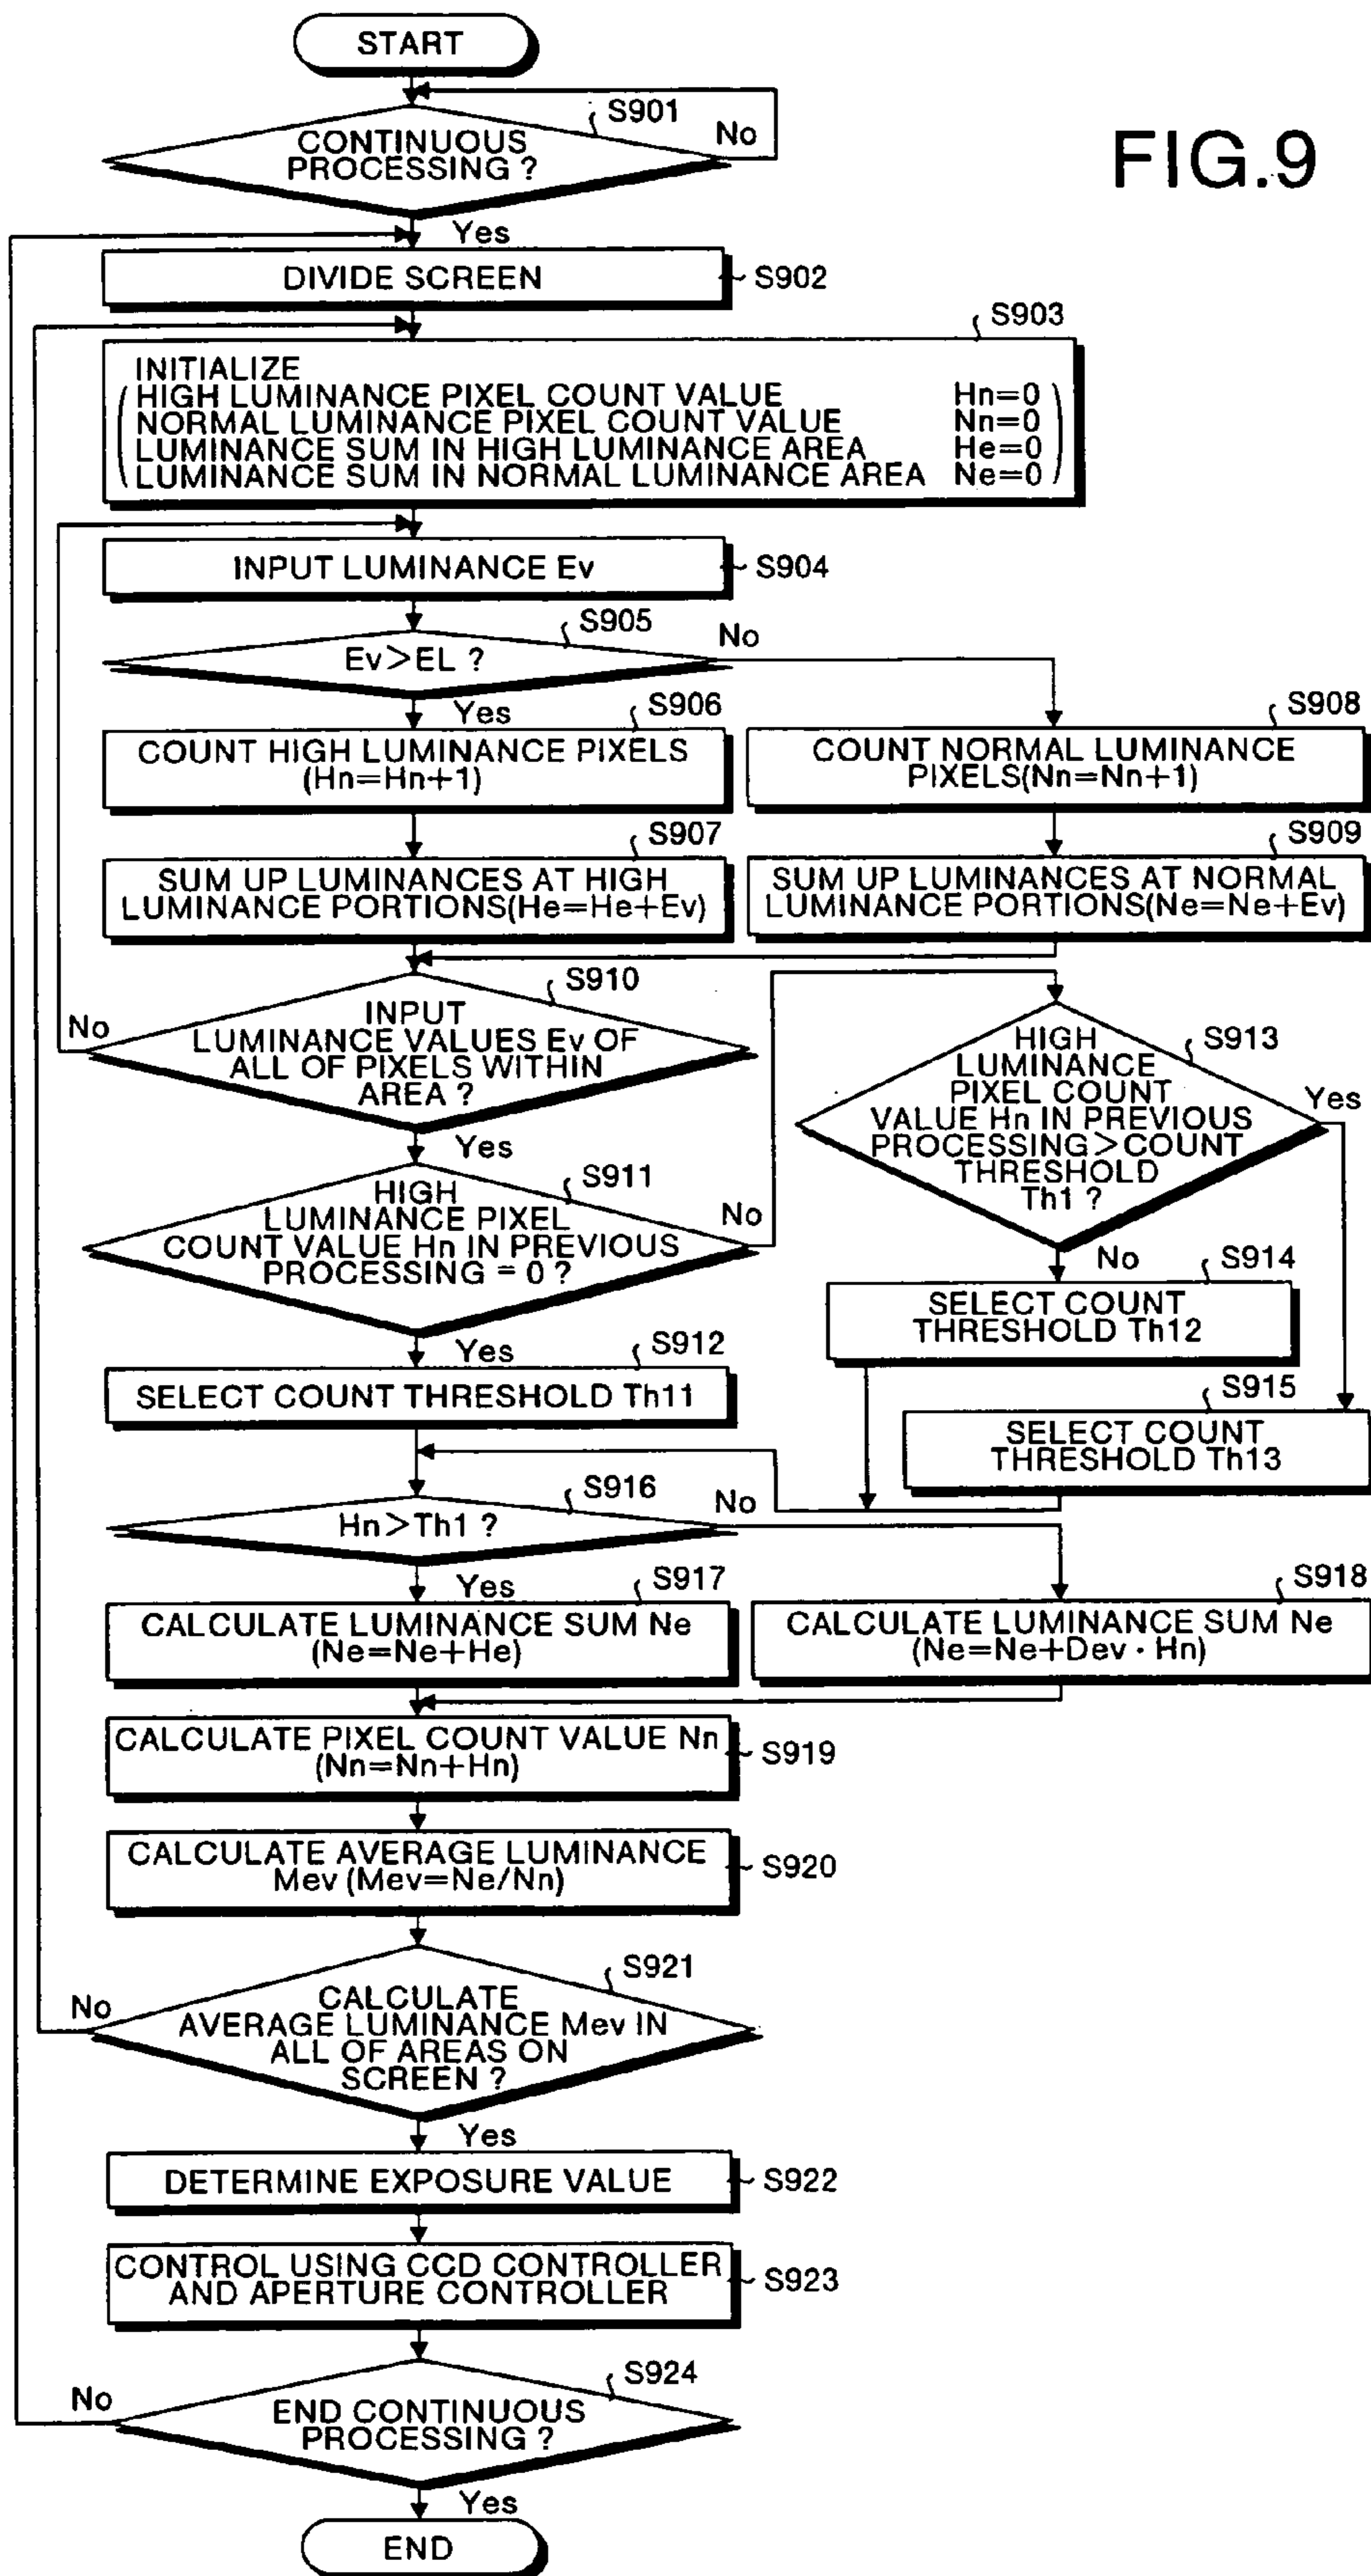 FIG.9
START
S901
CONTINUOUS
PROCESSING ?
No
Yes
DIVIDE SCREEN
S902
S903
INITIALIZE
HIGH LUMINANCE PIXEL COUNT VALUE Hn=0
NORMAL LUMINANCE PIXEL COUNT VALUE Nn=0
LUMINANCE SUM IN HIGH LUMINANCE AREA He=0
LUMINANCE SUM IN NORMAL LUMINANCE AREA Ne=0
INPUT LUMINANCE Ev
S904
S905
Ev>EL ?
No
Yes
S906
COUNT HIGH LUMINANCE PIXELS
(Hn=Hn+1)
S908
COUNT NORMAL LUMINANCE
PIXELS(Nn=Nn+1)
S907
SUM UP LUMINANCES AT HIGH
LUMINANCE PORTIONS(He=He+Ev)
S909
SUM UP LUMINANCES AT NORMAL
LUMINANCE PORTIONS(Ne=Ne+Ev)
S910
INPUT
LUMINANCE VALUES Ev OF
ALL OF PIXELS WITHIN
AREA ?
No
Yes
S911
HIGH
LUMINANCE PIXEL
COUNT VALUE Hn IN PREVIOUS
PROCESSING = 0 ?
No
Yes
S913
HIGH
LUMINANCE
PIXEL COUNT
VALUE Hn IN PREVIOUS
PROCESSING>COUNT
THRESHOLD
Th1 ?
Yes
No
S912
SELECT COUNT THRESHOLD Th11
S914
SELECT COUNT
THRESHOLD Th12
S915
SELECT COUNT
THRESHOLD Th13
S916
Hn>Th1 ?
No
Yes
S917
CALCULATE LUMINANCE SUM Ne
(Ne=Ne+He)
S918
CALCULATE LUMINANCE SUM Ne
(Ne=Ne+Dev · Hn)
CALCULATE PIXEL COUNT VALUE Nn
(Nn=Nn+Hn)
S919
CALCULATE AVERAGE LUMINANCE
Mev (Mev=Ne/Nn)
S920
S921
CALCULATE
AVERAGE LUMINANCE Mev IN
ALL OF AREAS ON
SCREEN ?
No
Yes
DETERMINE EXPOSURE VALUE
S922
CONTROL USING CCD CONTROLLER
AND APERTURE CONTROLLER
S923
S924
END CONTINUOUS
PROCESSING ?
No
Yes
END